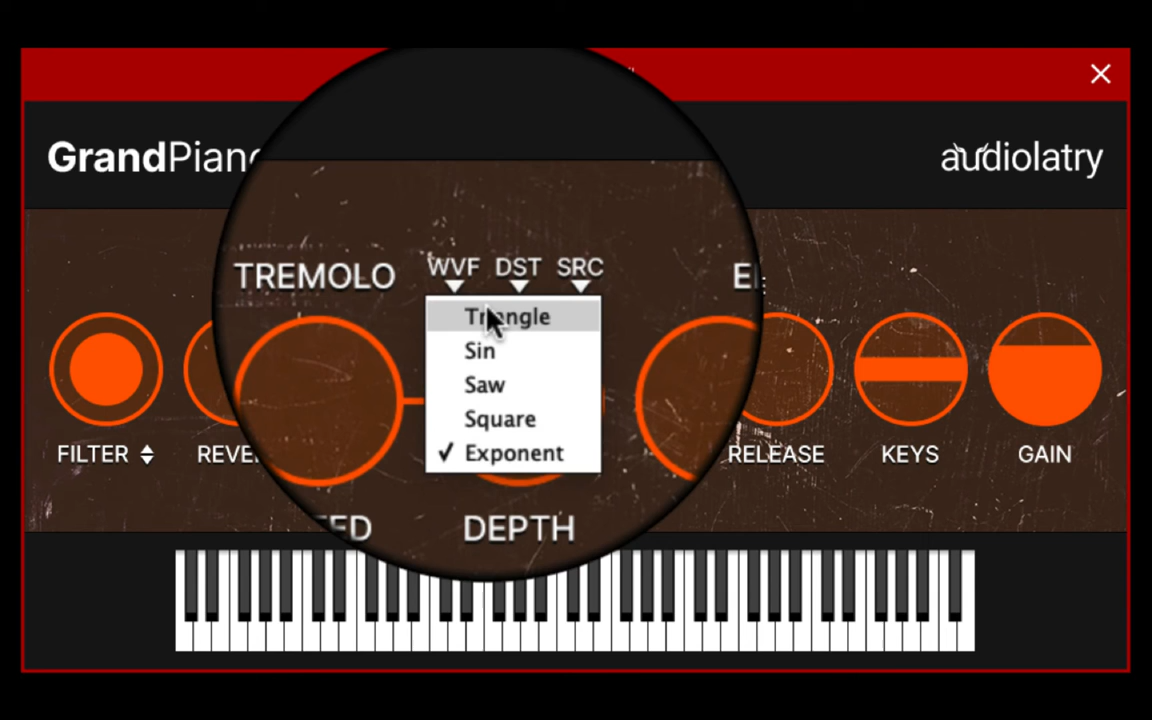 GrandPiano
audiolatry
TREMOLO
WVF DST SRC
Triangle
Sin
Saw
Square
✓ Exponent
FILTER
RELEASE
KEYS
GAIN
DEPTH